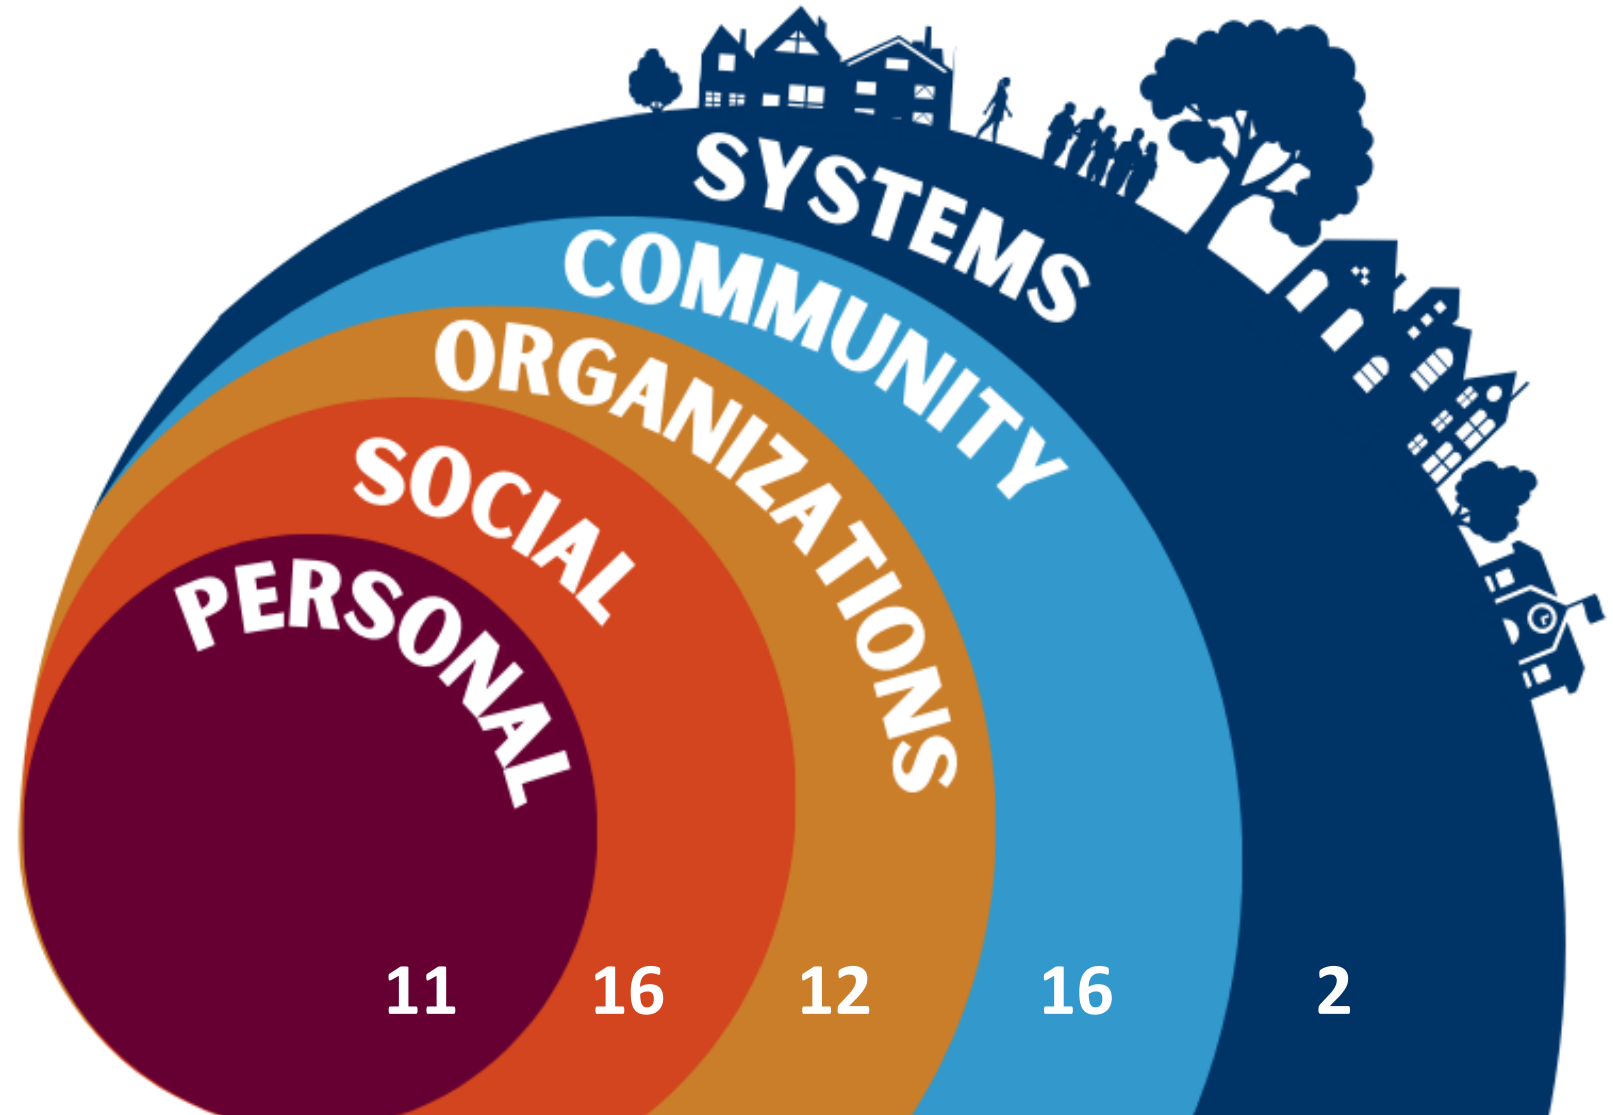 SYSTEMS
COMMUNITY
ORGANIZATIONS
SOCIAL
PERSONAL
11 16 12 16 2